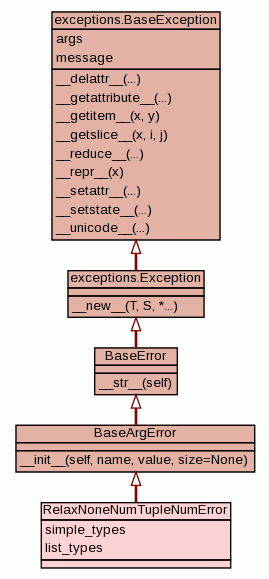 exceptions.BaseException
args
message
__delattr__(...)
__getattribute__(...)
__getitem__(x, y)
__getslice__(x, i, j)
__reduce__(...)
__repr__(x)
__setattr__(...)
__setstate__(...)
__unicode__(...)
exceptions.Exception
__new__(T, S, *...)
BaseError
__str__(self)
BaseArgError
__init__(self, name, value, size=None)
RelaxNoneNumTupleNumError
simple_types
list_types